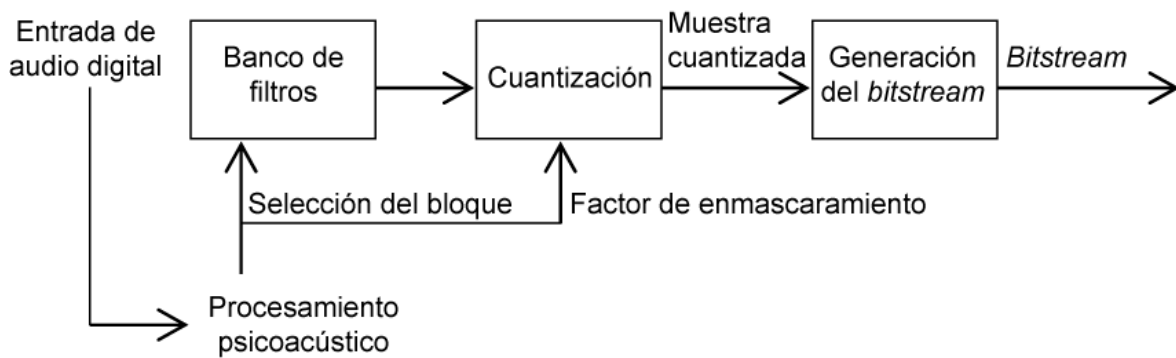 Entrada de
audio digital
Banco de
filtros
Cuantización
Muestra
cuantizada
Generación
del bitstream
Bitstream
Selección del bloque
Factor de enmascaramiento
Procesamiento
psicoacústico